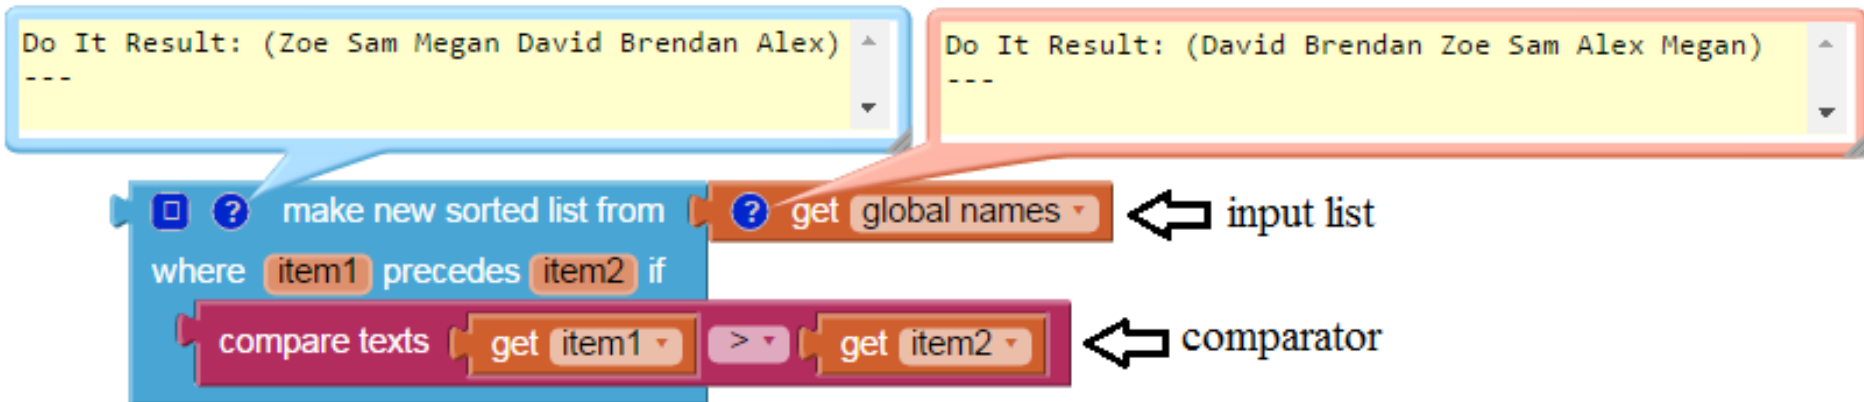 Do It Result: (Zoe Sam Megan David Brendan Alex)
---
Do It Result: (David Brendan Zoe Sam Alex Megan)
---
? make new sorted list from ? get global names input list
where item1 precedes item2 if
compare texts get item1 > get item2 comparator